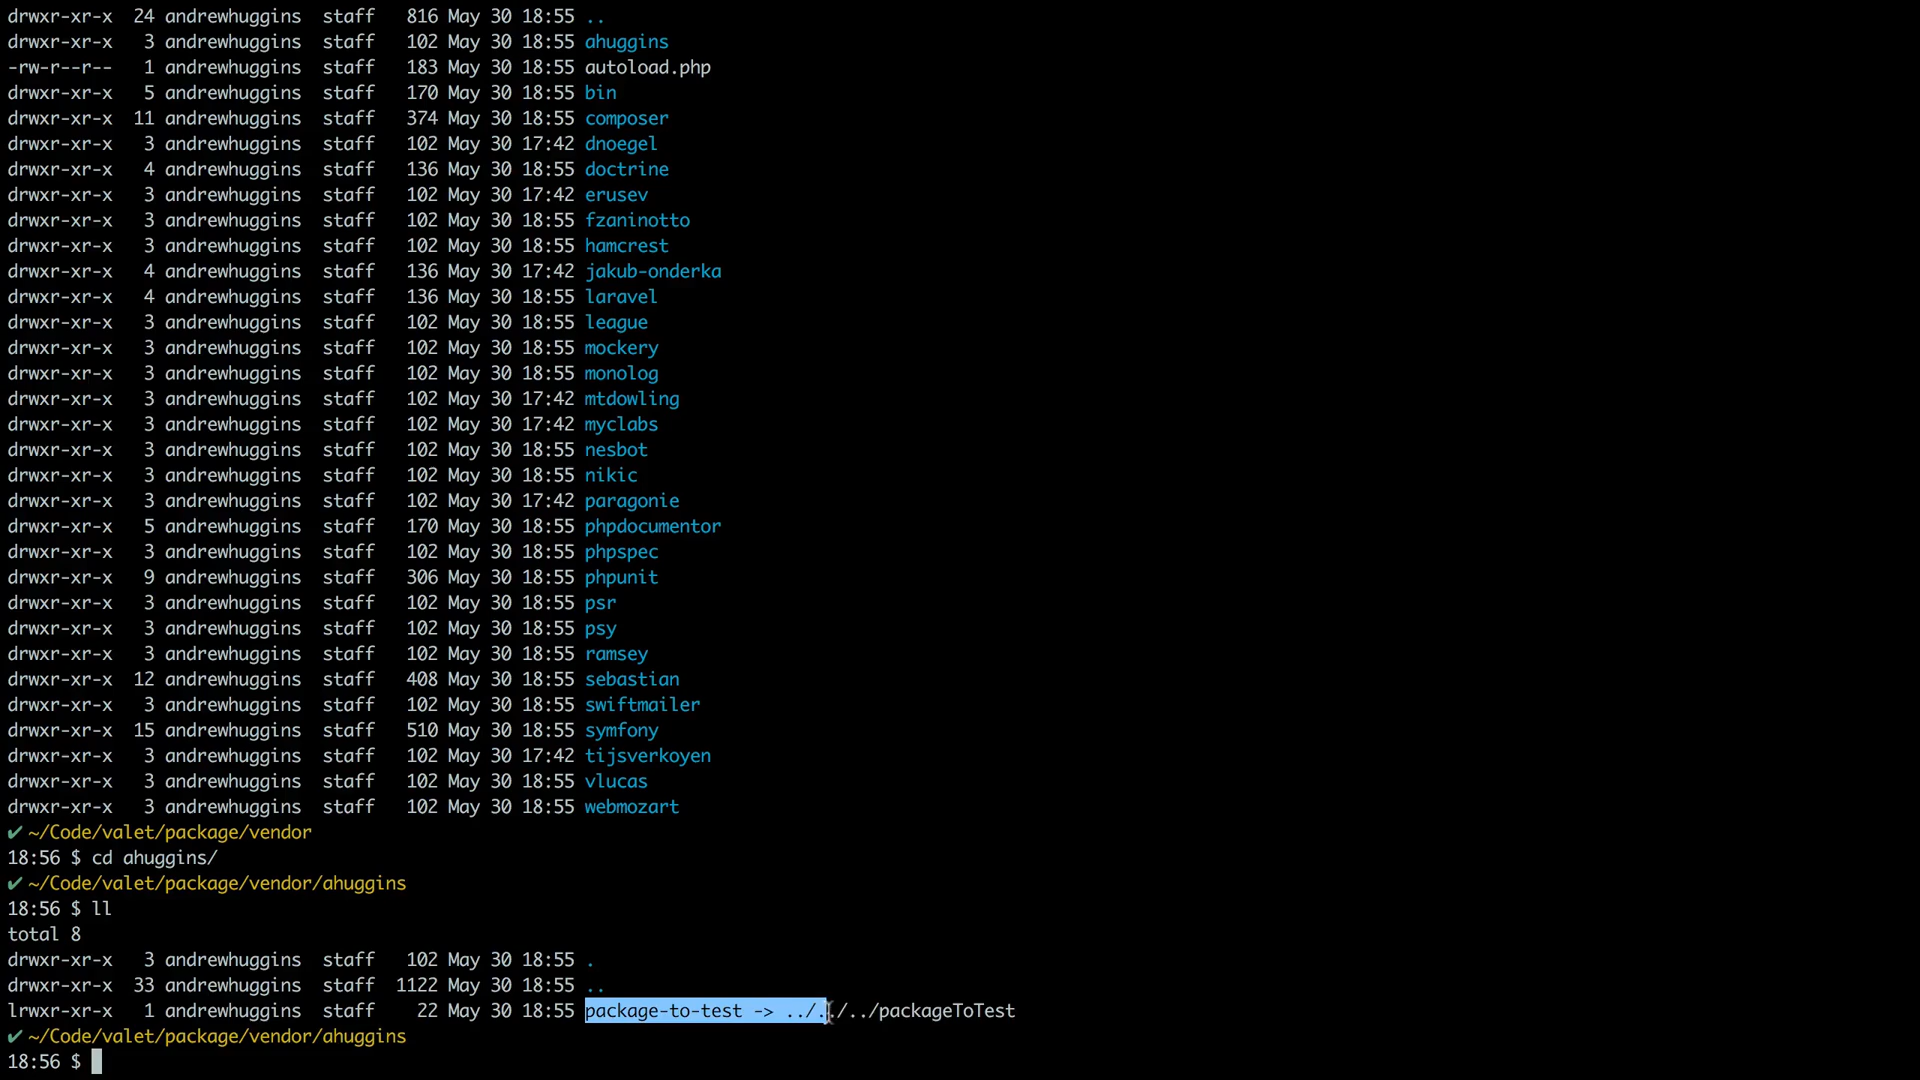 drwxr-xr-x  24 andrewhuggins  staff   816 May 30 18:55 ..
drwxr-xr-x   3 andrewhuggins  staff   102 May 30 18:55 ahuggins
-rw-r--r--   1 andrewhuggins  staff   183 May 30 18:55 autoload.php
drwxr-xr-x   5 andrewhuggins  staff   170 May 30 18:55 bin
drwxr-xr-x  11 andrewhuggins  staff   374 May 30 18:55 composer
drwxr-xr-x   3 andrewhuggins  staff   102 May 30 17:42 dnoegel
drwxr-xr-x   4 andrewhuggins  staff   136 May 30 18:55 doctrine
drwxr-xr-x   3 andrewhuggins  staff   102 May 30 17:42 erusev
drwxr-xr-x   3 andrewhuggins  staff   102 May 30 18:55 fzaninotto
drwxr-xr-x   3 andrewhuggins  staff   102 May 30 18:55 hamcrest
drwxr-xr-x   4 andrewhuggins  staff   136 May 30 17:42 jakub-onderka
drwxr-xr-x   4 andrewhuggins  staff   136 May 30 18:55 laravel
drwxr-xr-x   3 andrewhuggins  staff   102 May 30 18:55 league
drwxr-xr-x   3 andrewhuggins  staff   102 May 30 18:55 mockery
drwxr-xr-x   3 andrewhuggins  staff   102 May 30 18:55 monolog
drwxr-xr-x   3 andrewhuggins  staff   102 May 30 17:42 mtdowling
drwxr-xr-x   3 andrewhuggins  staff   102 May 30 17:42 myclabs
drwxr-xr-x   3 andrewhuggins  staff   102 May 30 18:55 nesbot
drwxr-xr-x   3 andrewhuggins  staff   102 May 30 18:55 nikic
drwxr-xr-x   3 andrewhuggins  staff   102 May 30 17:42 paragonie
drwxr-xr-x   5 andrewhuggins  staff   170 May 30 18:55 phpdocumentor
drwxr-xr-x   3 andrewhuggins  staff   102 May 30 18:55 phpspec
drwxr-xr-x   9 andrewhuggins  staff   306 May 30 18:55 phpunit
drwxr-xr-x   3 andrewhuggins  staff   102 May 30 18:55 psr
drwxr-xr-x   3 andrewhuggins  staff   102 May 30 18:55 psy
drwxr-xr-x   3 andrewhuggins  staff   102 May 30 18:55 ramsey
drwxr-xr-x  12 andrewhuggins  staff   408 May 30 18:55 sebastian
drwxr-xr-x   3 andrewhuggins  staff   102 May 30 18:55 swiftmailer
drwxr-xr-x  15 andrewhuggins  staff   510 May 30 18:55 symfony
drwxr-xr-x   3 andrewhuggins  staff   102 May 30 17:42 tijsverkoyen
drwxr-xr-x   3 andrewhuggins  staff   102 May 30 18:55 vlucas
drwxr-xr-x   3 andrewhuggins  staff   102 May 30 18:55 webmozart
✔ ~/Code/valet/package/vendor
18:56 $ cd ahuggins/
✔ ~/Code/valet/package/vendor/ahuggins
18:56 $ ll
total 8
drwxr-xr-x   3 andrewhuggins  staff   102 May 30 18:55 .
drwxr-xr-x  33 andrewhuggins  staff  1122 May 30 18:55 ..
lrwxr-xr-x   1 andrewhuggins  staff    22 May 30 18:55 package-to-test -> ../../../packageToTest
✔ ~/Code/valet/package/vendor/ahuggins
18:56 $